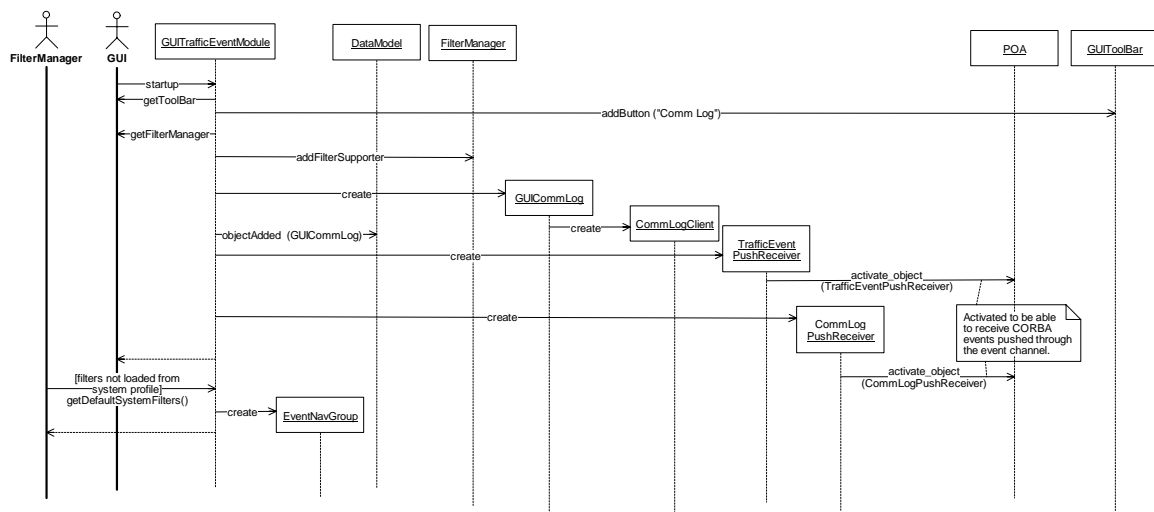 FilterManager
GUI
GUITrafficEventModule
DataModel
FilterManager
POA
GUIToolBar
startup
getToolBar
addButton ("Comm Log")
getFilterManager
addFilterSupporter
create
GUICommLog
create
CommLogClient
objectAdded (GUICommLog)
create
TrafficEvent
PushReceiver
activate_object
(TrafficEventPushReceiver)
create
CommLog
PushReceiver
Activated to be able
to receive CORBA
events pushed through
the event channel.
activate_object
(CommLogPushReceiver)
[filters not loaded from
system profile]
getDefaultSystemFilters()
create
EventNavGroup